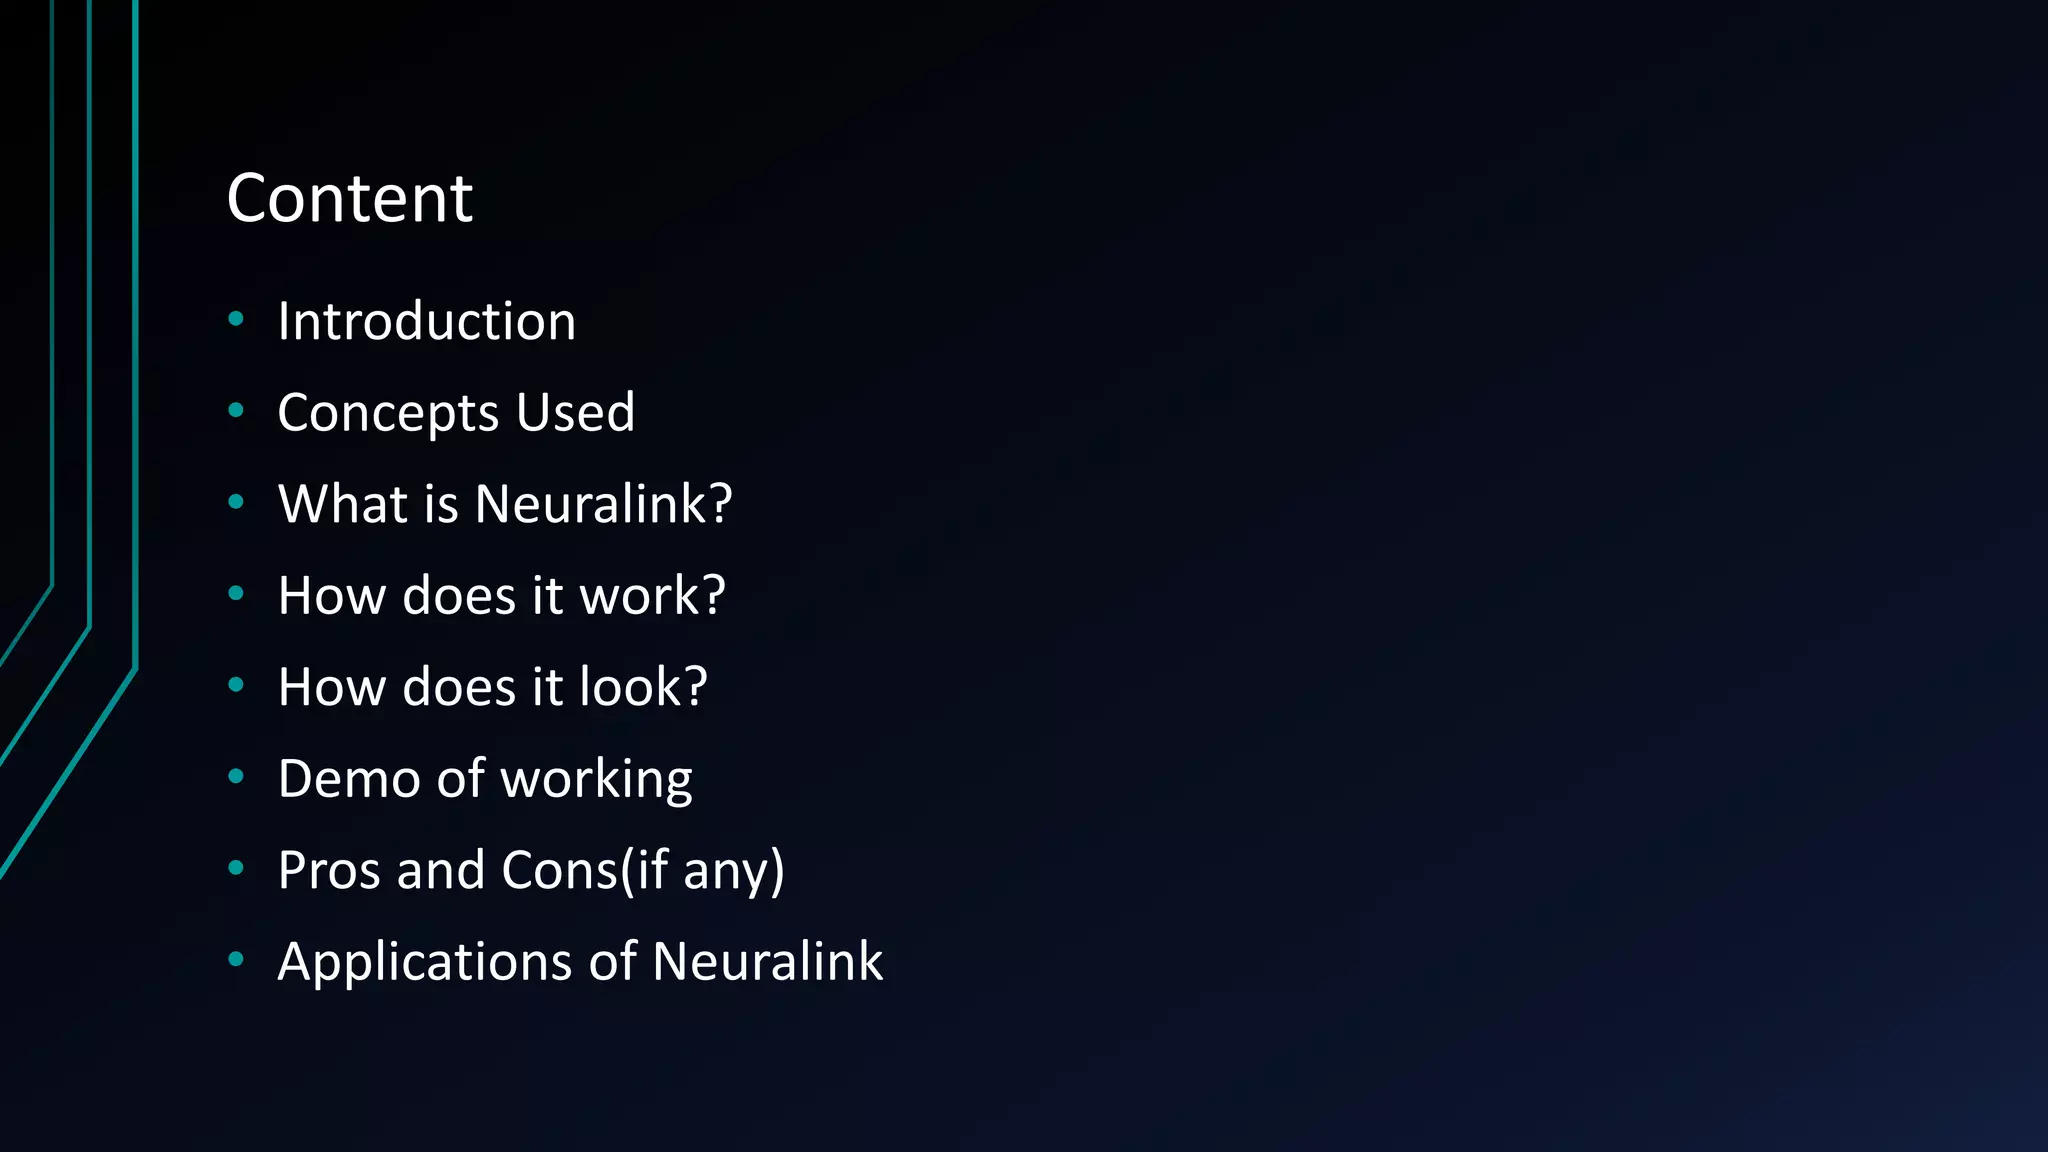 Content
• Introduction
• Concepts Used
• What is Neuralink?
• How does it work?
• How does it look?
• Demo of working
• Pros and Cons(if any)
• Applications of Neuralink